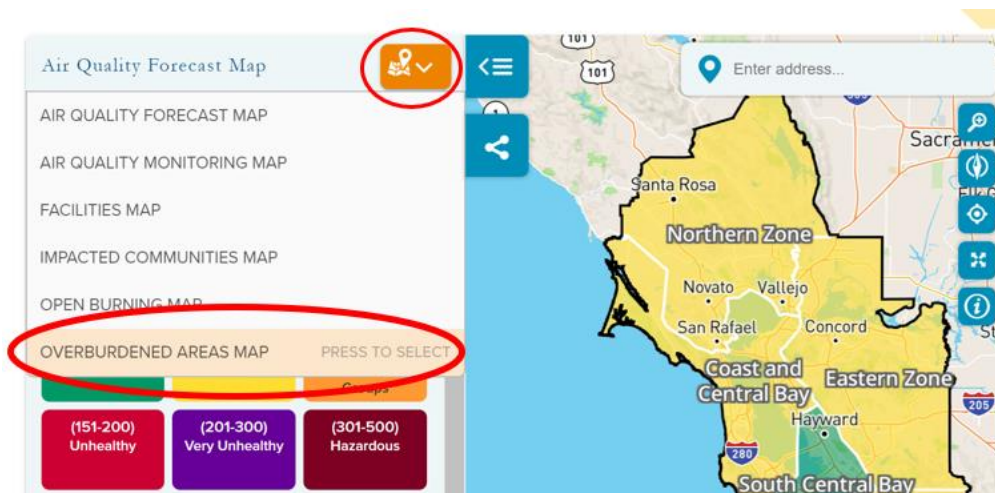 Air Quality Forecast Map
AIR QUALITY FORECAST MAP
AIR QUALITY MONITORING MAP
FACILITIES MAP
IMPACTED COMMUNITIES MAP
OPEN BURNING MAP
OVERBURDENED AREAS MAP PRESS TO SELECT
Groups
(151-200)
Unhealthy
(201-300)
Very Unhealthy
(301-500)
Hazardous
101
101
Enter address...
Santa Rosa
Northern Zone
Novato
Vallejo
San Rafael
Concord
Coast and
Central Bay
Eastern Zone
Hayward
205
280
South Central Bay